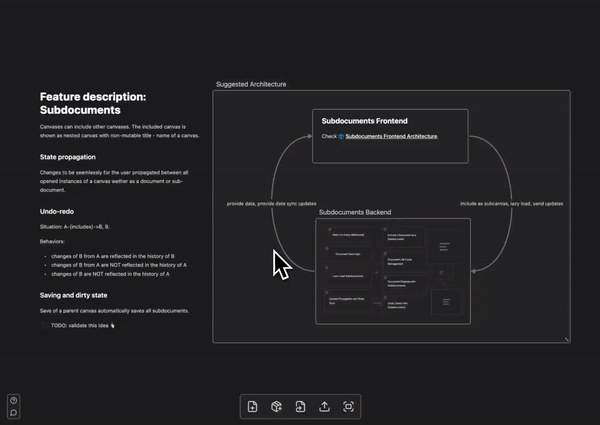 Suggested Architecture
Feature description:
Subdocuments
Canvases can include other canvases. The included canvas is
shown as nested canvas with non-mutable title - name of a canvas.
State propagation
Changes to be seemlessly for the user propagated between all
opened instances of a canvas wether as a document or sub-
document.
Undo-redo
Situation: A-(includes)->B, B.
Behaviors:
changes of B from A are reflected in the history of B
changes of B from A are NOT reflected in the history of A
changes of B are NOT reflected in the history of A
Saving and dirty state
Save of a parent canvas automatically saves all subdocuments.
TODO: validate this idea
Subdocuments Frontend
Check Subdocuments Frontend Architecture.
provide data, provide data sync updates
include as subcanvas, lazy load, send updates
Subdocuments Backend